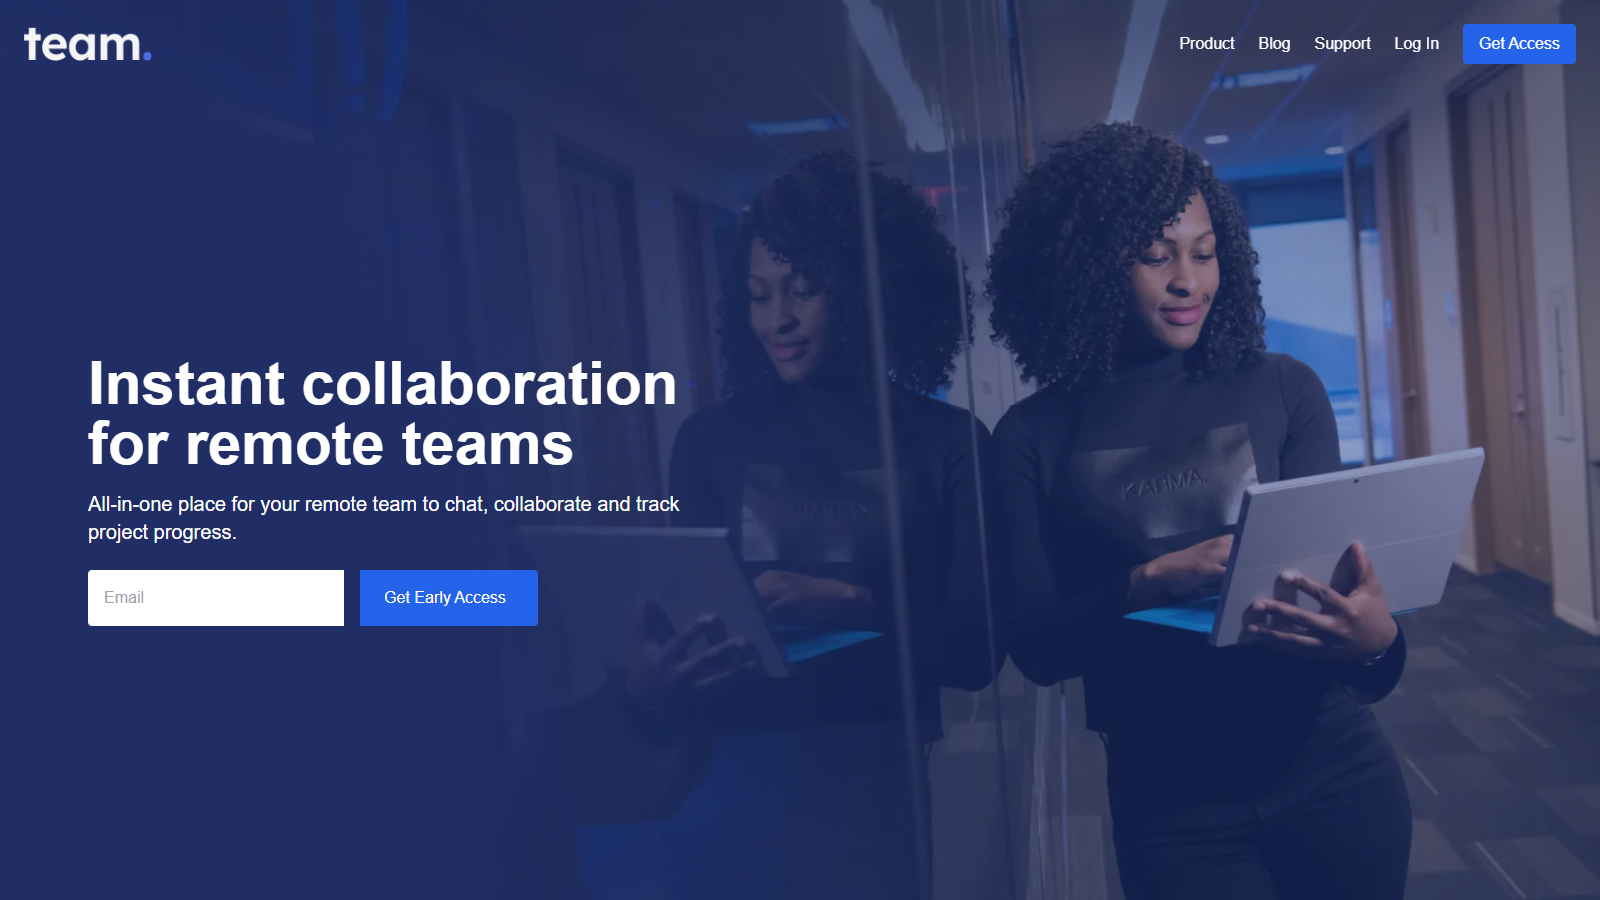 team.
Product Blog Support Log In Get Access
Instant collaboration
for remote teams
All-in-one place for your remote team to chat, collaborate and track
project progress.
Email Get Early Access
KARMA.